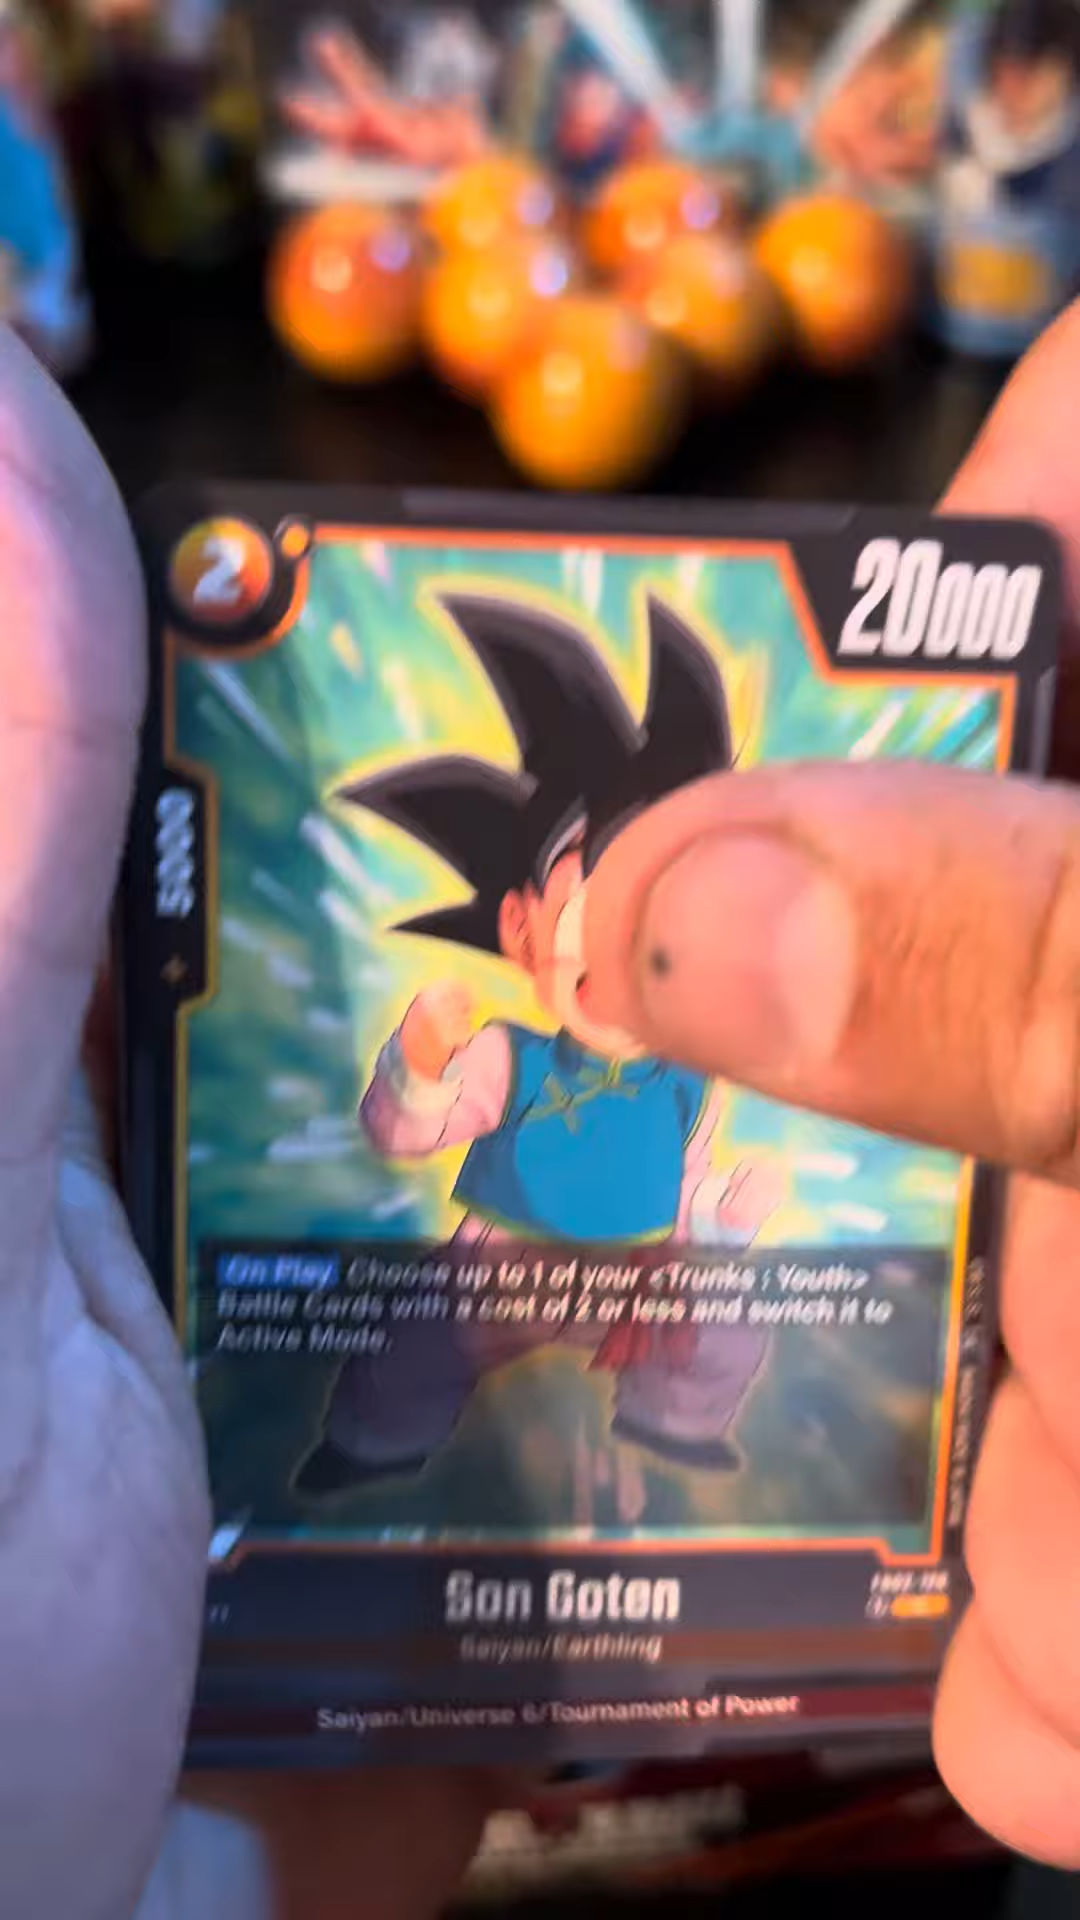 2
20000
5000
On Play Choose up to 1 of your <Trunks : Youth>
Battle Cards with a cost of 2 or less and switch it to
Active Mode.
Son Goten
Saiyan/Earthling
Saiyan/Universe 6/Tournament of Power